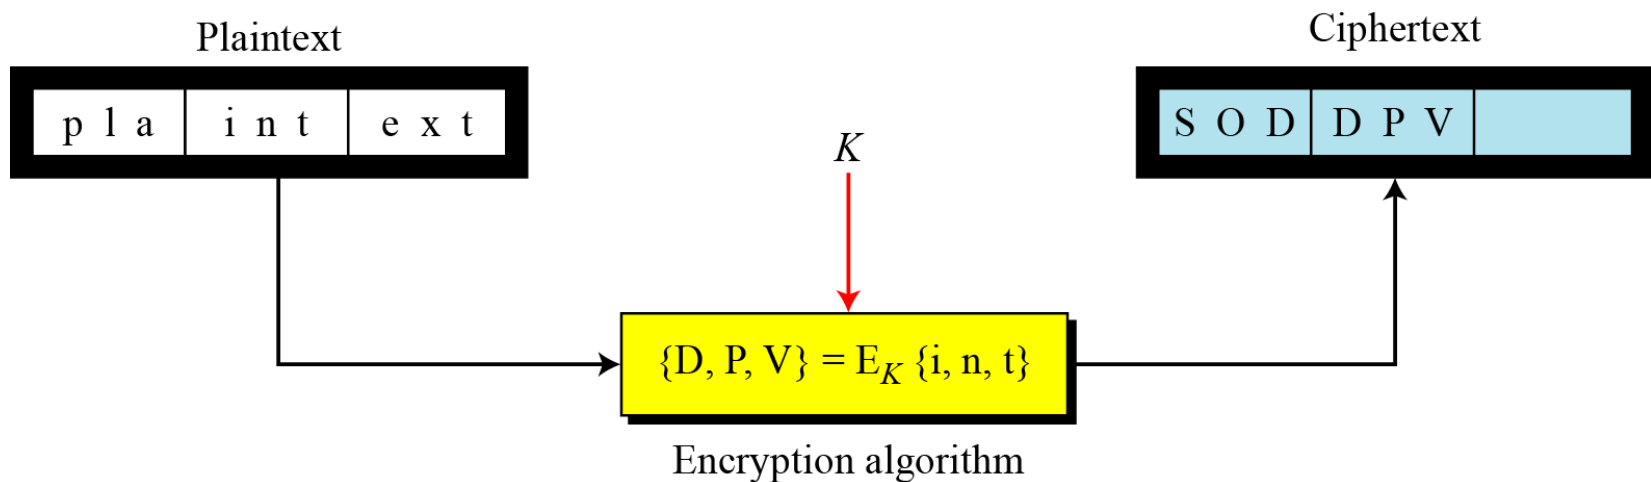 Plaintext
Ciphertext
p l a i n t e x t
S O D D P V
K
{D, P, V} = E_K {i, n, t}
Encryption algorithm